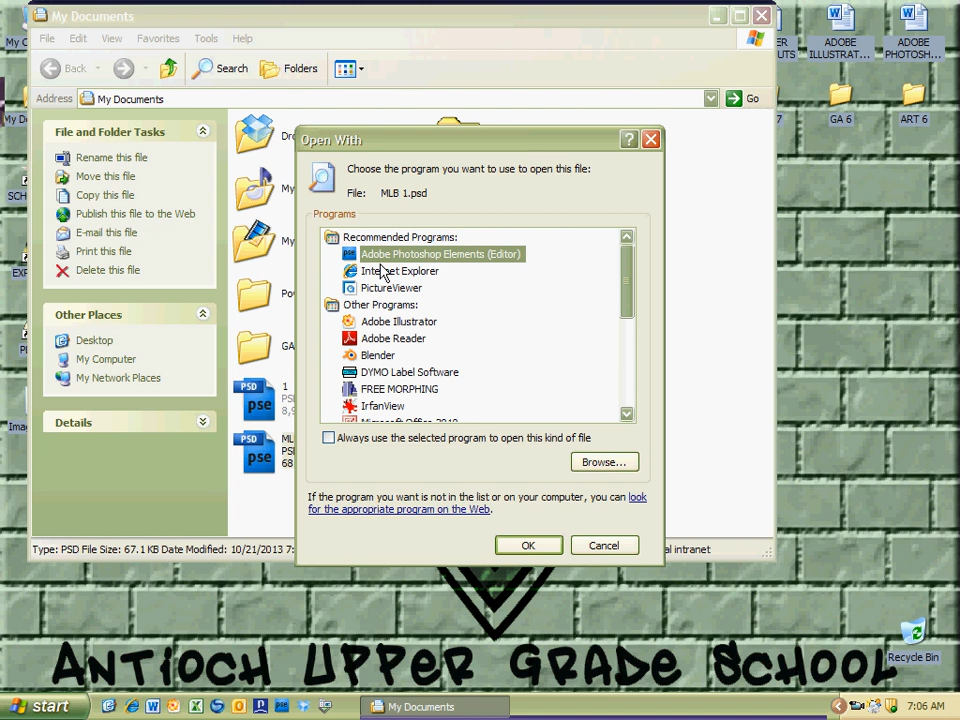 My Documents
File Edit View Favorites Tools Help
Back Search Folders
Address My Documents Go
File and Folder Tasks
Rename this file
Move this file
Copy this file
Publish this file to the Web
E-mail this file
Print this file
Delete this file
Other Places
Desktop
My Computer
My Network Places
Details
PSD
pse
1
PSD
pse
ML
68
Open With
Choose the program you want to use to open this file:
File: MLB 1.psd
Programs
Recommended Programs:
Adobe Photoshop Elements (Editor)
Internet Explorer
PictureViewer
Other Programs:
Adobe Illustrator
Adobe Reader
Blender
DYMO Label Software
FREE MORPHING
IrfanView
Always use the selected program to open this kind of file
Browse...
If the program you want is not in the list or on your computer, you can look
for the appropriate program on the Web.
OK Cancel
Type: PSD File Size: 67.1 KB Date Modified: 10/21/2013 7:
al intranet
ADOBE
ILLUSTRAT...
ADOBE
PHOTOSH...
GA 6
ART 6
Antioch Upper Grade School
Recycle Bin
start
My Documents
7:06 AM